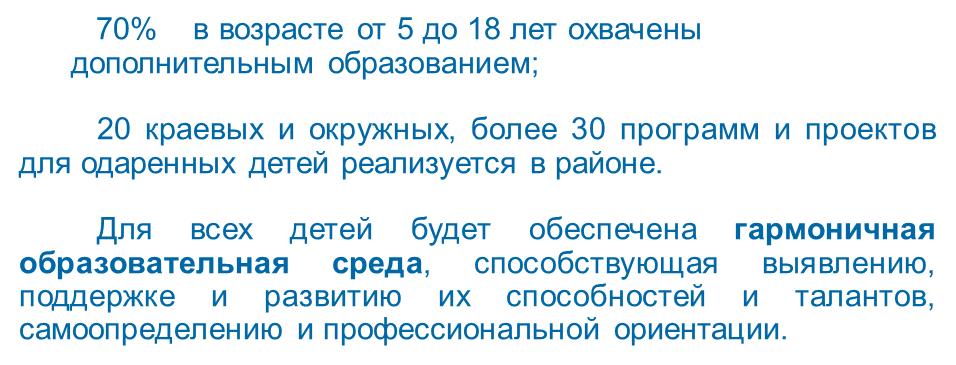 70% в возрасте от 5 до 18 лет охвачены
дополнительным образованием;
20 краевых и окружных, более 30 программ и проектов
для одаренных детей реализуется в районе.
Для всех детей будет обеспечена гармоничная
образовательная среда, способствующая выявлению,
поддержке и развитию их способностей и талантов,
самоопределению и профессиональной ориентации.